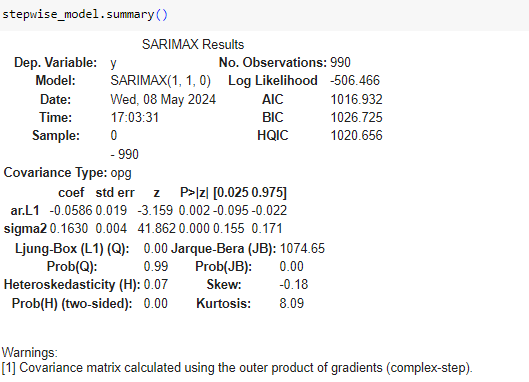 stepwise_model.summary()
SARIMAX Results
Dep. Variable: y No. Observations: 990
Model: SARIMAX(1, 1, 0) Log Likelihood -506.466
Date: Wed, 08 May 2024 AIC 1016.932
Time: 17:03:31 BIC 1026.725
Sample: 0 HQIC 1020.656
- 990
Covariance Type: opg
coef std err z P>|z| [0.025 0.975]
ar.L1 -0.0586 0.019 -3.159 0.002 -0.095 -0.022
sigma2 0.1630 0.004 41.862 0.000 0.155 0.171
Ljung-Box (L1) (Q): 0.00 Jarque-Bera (JB): 1074.65
Prob(Q): 0.99 Prob(JB): 0.00
Heteroskedasticity (H): 0.07 Skew: -0.18
Prob(H) (two-sided): 0.00 Kurtosis: 8.09
Warnings:
[1] Covariance matrix calculated using the outer product of gradients (complex-step).